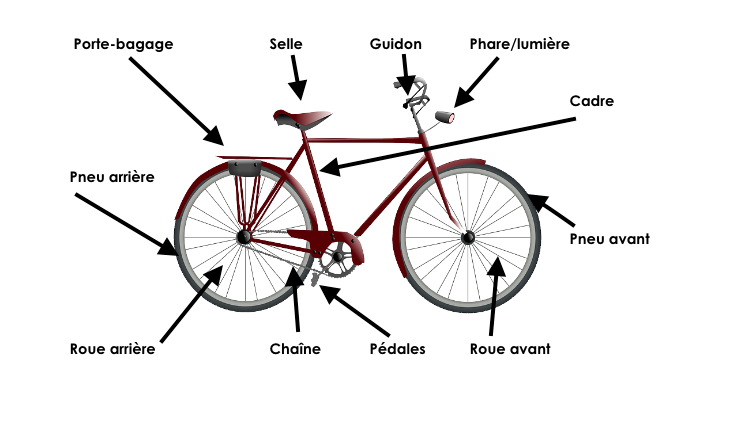 Porte-bagage
Selle
Guidon
Phare/lumière
Cadre
Pneu arrière
Pneu avant
Roue arrière
Chaîne
Pédales
Roue avant